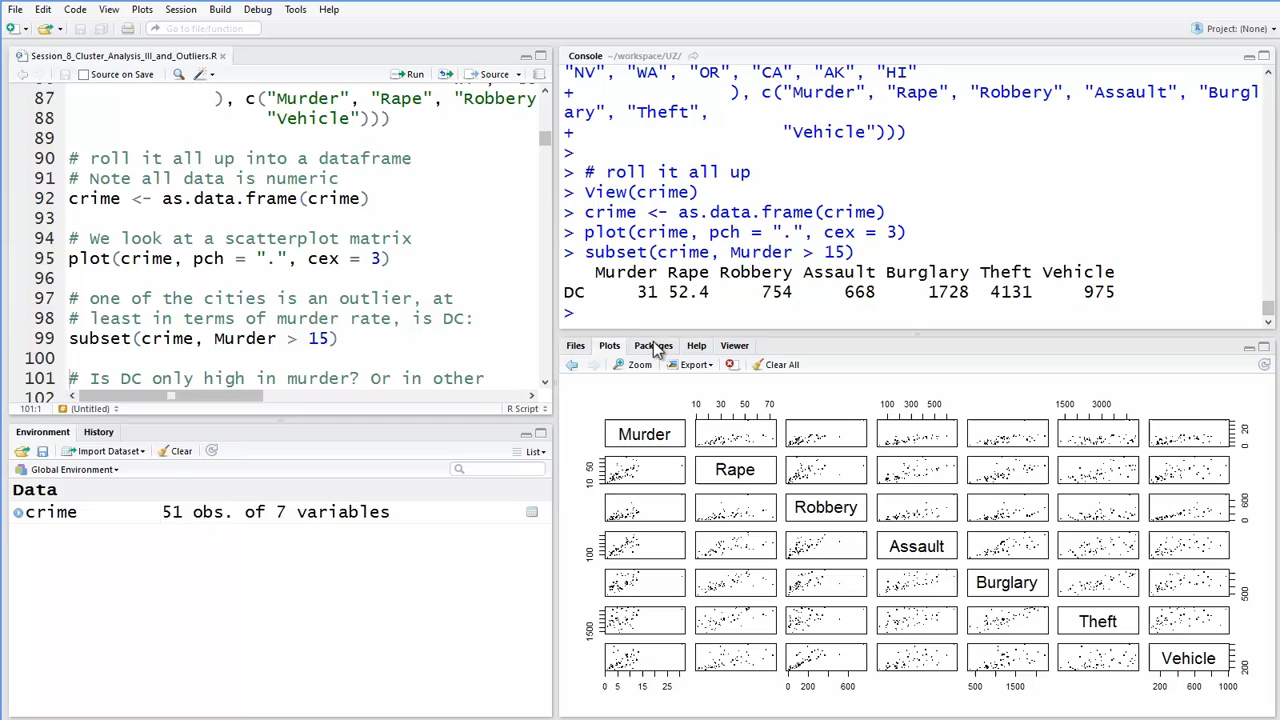 File Edit Code View Plots Session Build Debug Tools Help
Go to file/function
Project: (None)
Session_8_Cluster_Analysis_III_and_Outliers.R
Source on Save
Run
Source
87 ), c("Murder", "Rape", "Robbery
88 "Vehicle")))
89
90 # roll it all up into a dataframe
91 # Note all data is numeric
92 crime <- as.data.frame(crime)
93
94 # We look at a scatterplot matrix
95 plot(crime, pch = ".", cex = 3)
96
97 # one of the cities is an outlier, at
98 # least in terms of murder rate, is DC:
99 subset(crime, Murder > 15)
100
101 # Is DC only high in murder? Or in other
102
101:1 (Untitled) R Script
Console ~/workspace/UZ/
"NV", "WA", "OR", "CA", "AK", "HI"
+ ), c("Murder", "Rape", "Robbery", "Assault", "Burgl
ary", "Theft",
+ "Vehicle")))
>
> # roll it all up
> View(crime)
> crime <- as.data.frame(crime)
> plot(crime, pch = ".", cex = 3)
> subset(crime, Murder > 15)
Murder Rape Robbery Assault Burglary Theft Vehicle
DC 31 52.4 754 668 1728 4131 975
>
Environment History
Import Dataset Clear List
Global Environment
Data
crime 51 obs. of 7 variables
Files Plots Packages Help Viewer
Zoom Export Clear All
10 30 50 70 100 300 500 1500 3000
Murder 0 20
10 50 Rape
Robbery 0 600
100 Assault
Burglary 500
1500 Theft
Vehicle 200
0 5 15 25 0 200 600 500 1500 200 600 1000